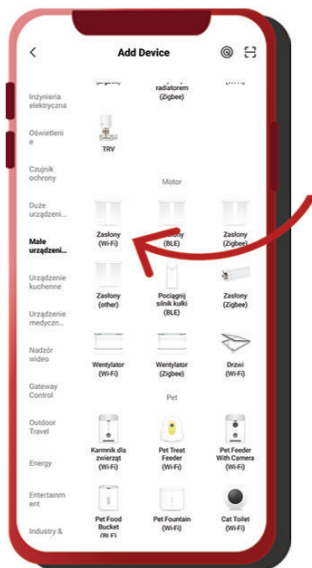 Add Device
Inżynieria
elektryczna
Oświetleni
e
Czujnik
ochrony
Duże
urządzeni...
Małe
urządzeni...
Urządzenie
kuchenne
Urządzenie
medyczn...
Nadzór
wideo
Gateway
Control
Outdoor
Travel
Energy
Entertainm
ent
Industry &
radiatorem
(Zigbee)
TRV
Motor
Zasłony
(Wi-Fi)
(BLE)
Zasłony
(Zigbee)
Zasłony
(other)
Pociągnij
silnik kulki
(BLE)
Zasłony
(Zigbee)
Wentylator
(Wi-Fi)
Wentylator
(Zigbee)
Drzwi
(Wi-Fi)
Pet
Karmnik dla
zwierząt
(Wi-Fi)
Pet Treat
Feeder
(Wi-Fi)
Pet Feeder
With Camera
(Wi-Fi)
Pet Food
Bucket
(BLE)
Pet Fountain
(Wi-Fi)
Cat Toilet
(Wi-Fi)